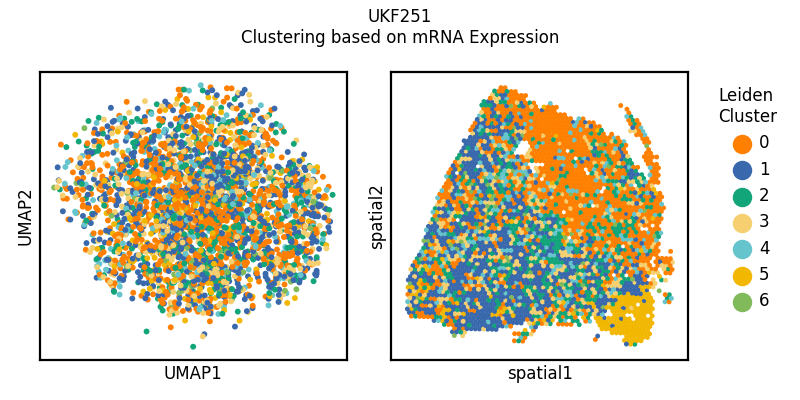 UKF251
Clustering based on mRNA Expression
UMAP2
UMAP1
spatial2
spatial1
Leiden
Cluster
0
1
2
3
4
5
6